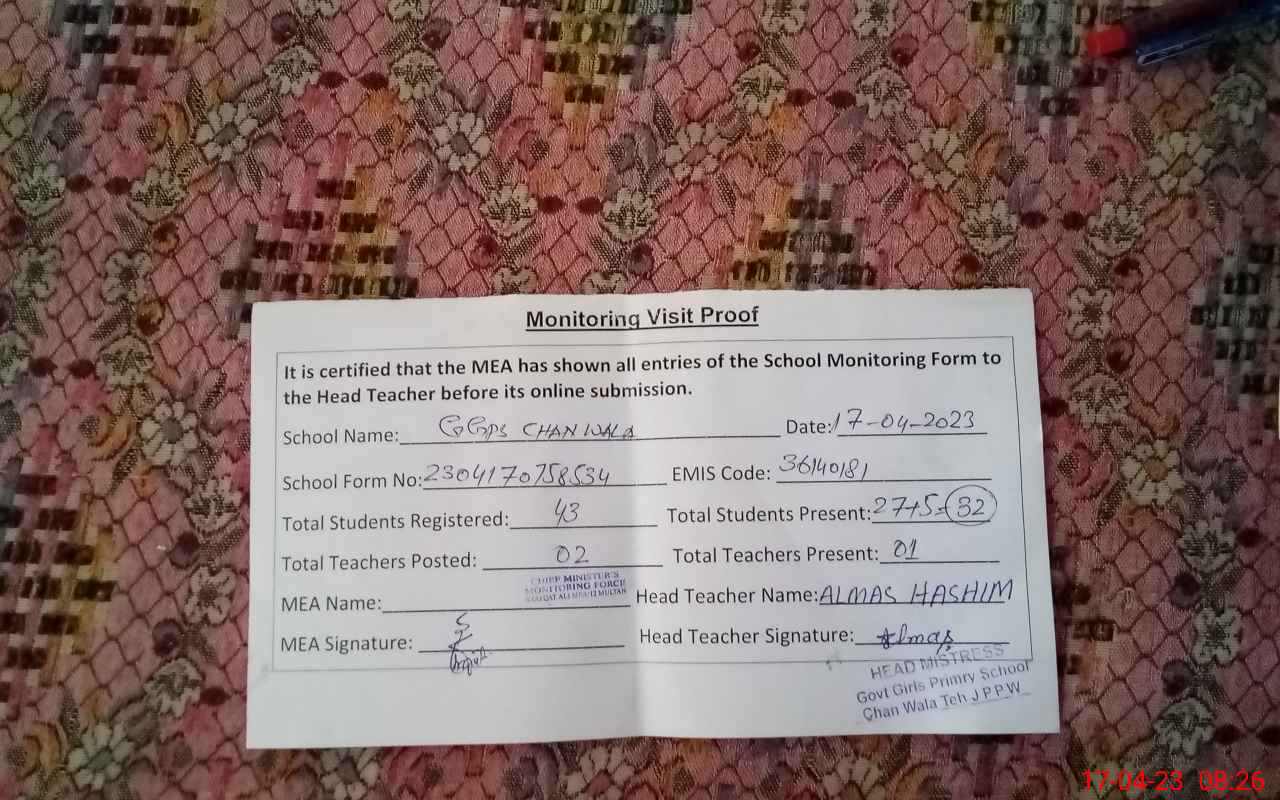 Monitoring Visit Proof
It is certified that the MEA has shown all entries of the School Monitoring Form to
the Head Teacher before its online submission.
School Name: GGPS CHAN WALA Date: 17-04-2023
School Form No: 2304170758534 EMIS Code: 36140181
Total Students Registered: 43 Total Students Present: 27+5=32
Total Teachers Posted: 02 Total Teachers Present: 01
CHIEF MINISTER'S
MONITORING FORCE
MULTAN
MEA Name: Head Teacher Name: ALMAS HASHIM
MEA Signature: Head Teacher Signature: Almas
HEAD MISTRESS
Govt Girls Primry School
Chan Wala Teh J P P W
17-04-23 08:26